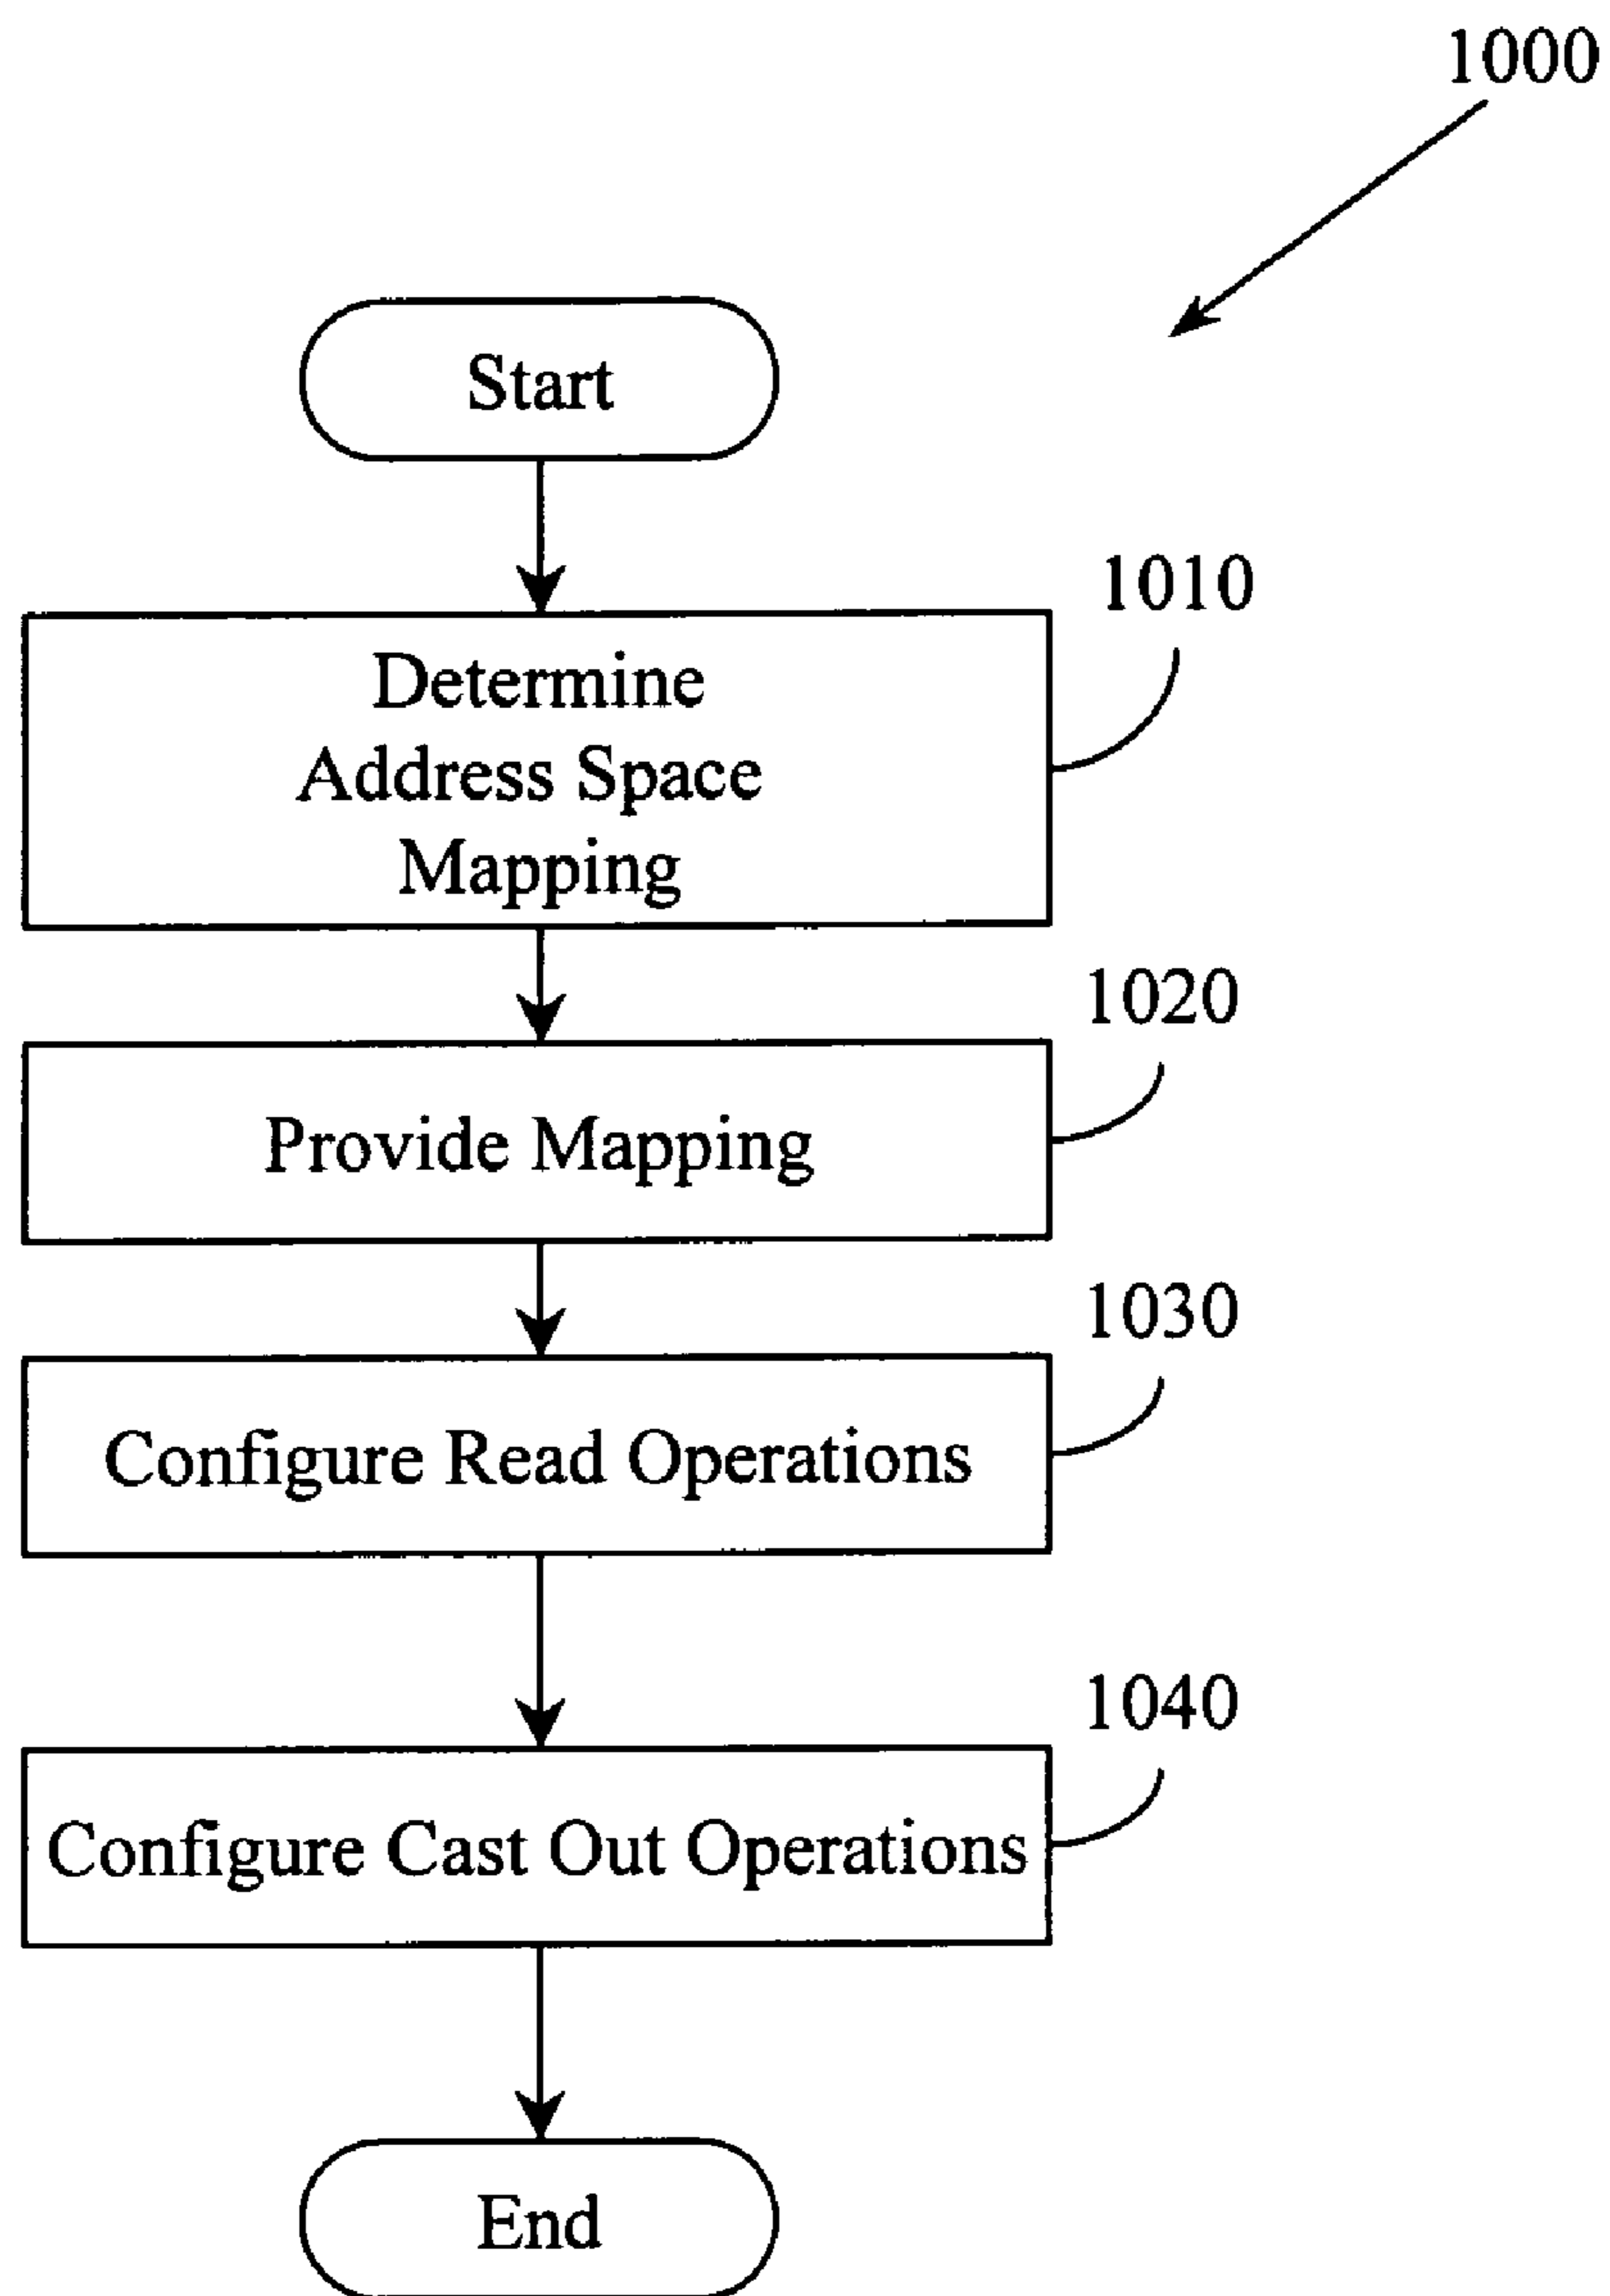 1000
Start
1010
Determine
Address Space
Mapping
1020
Provide Mapping
1030
Configure Read Operations
1040
Configure Cast Out Operations
End